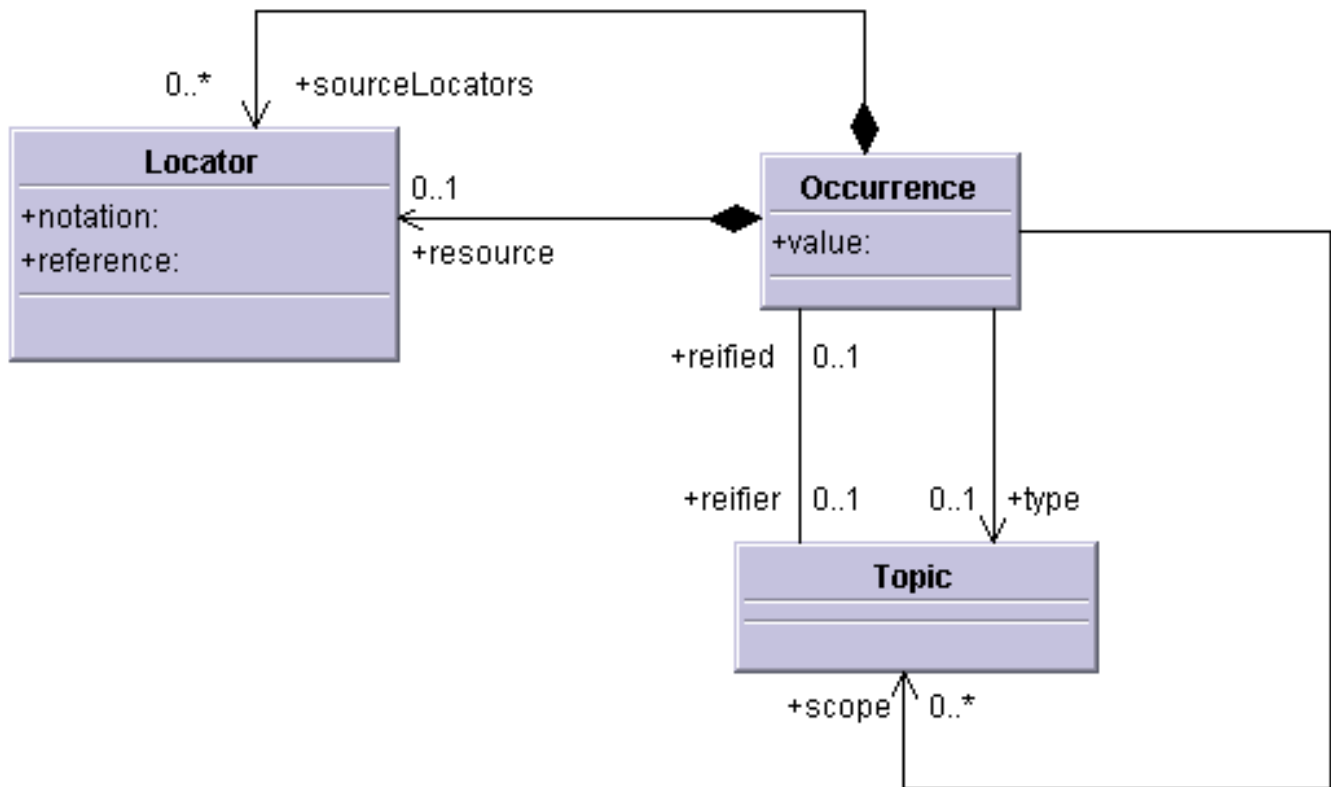 0..* +sourceLocators
Locator
+notation:
+reference:
0..1
+resource
Occurrence
+value:
+reified 0..1
+reifier 0..1 0..1 +type
Topic
+scope 0..*